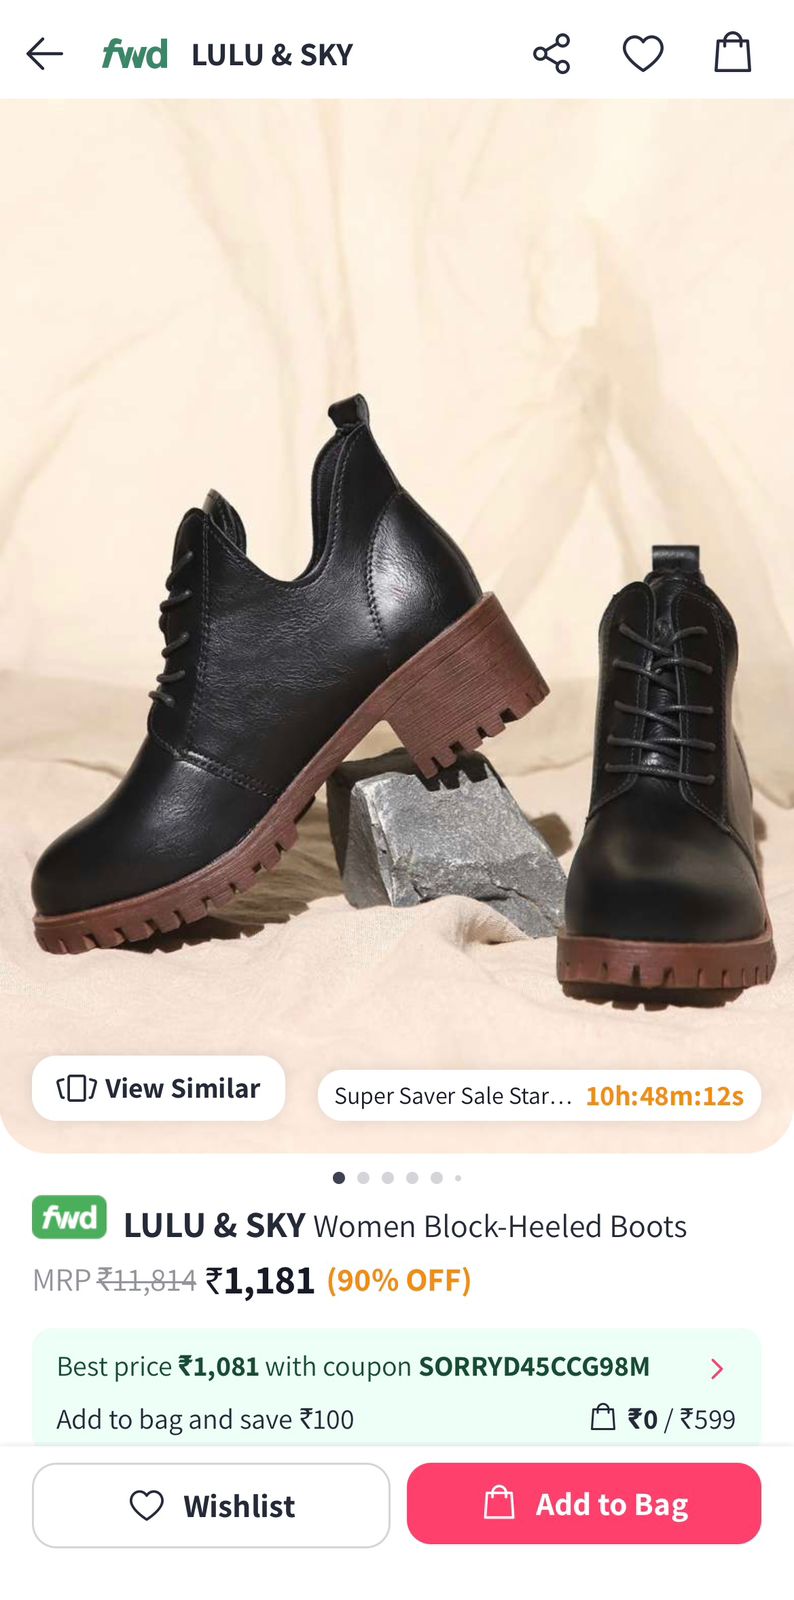 fwd LULU & SKY
View Similar
Super Saver Sale Star... 10h:48m:12s
fwd LULU & SKY Women Block-Heeled Boots
MRP ₹11,814 ₹1,181 (90% OFF)
Best price ₹1,081 with coupon SORRYD45CCG98M
Add to bag and save ₹100 ₹0 / ₹599
Wishlist Add to Bag